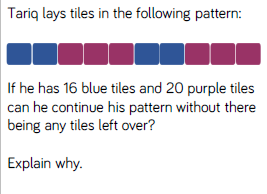 Tariq lays tiles in the following pattern:
If he has 16 blue tiles and 20 purple tiles
can he continue his pattern without there
being any tiles left over?
Explain why.